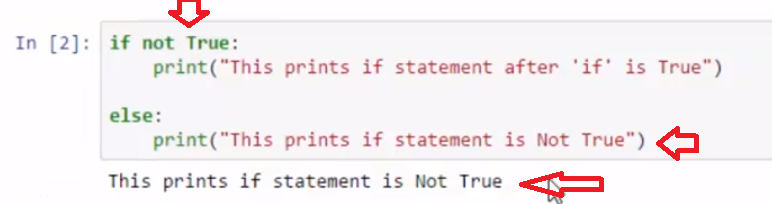 In [2]: if not True:
print("This prints if statement after 'if' is True")
else:
print("This prints if statement is Not True")
This prints if statement is Not True